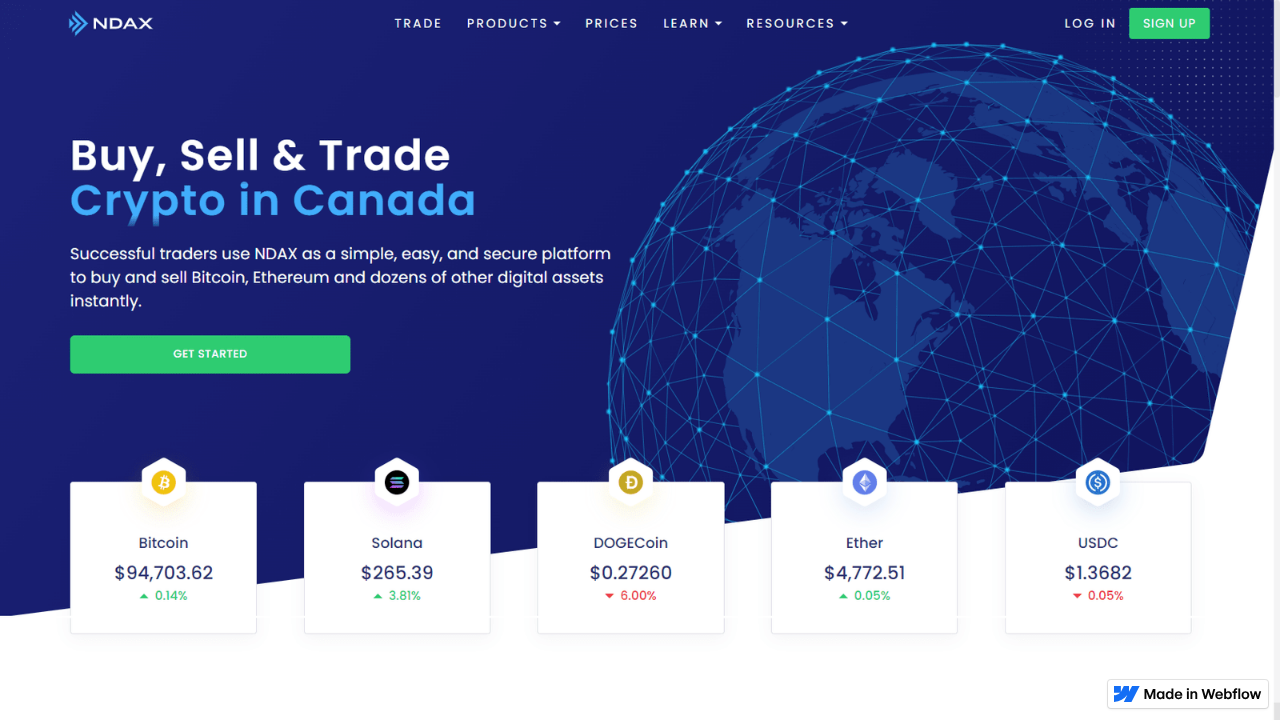 NDAX
TRADE PRODUCTS PRICES LEARN RESOURCES LOG IN SIGN UP
Buy, Sell & Trade
Crypto in Canada
Successful traders use NDAX as a simple, easy, and secure platform
to buy and sell Bitcoin, Ethereum and dozens of other digital assets
instantly.
GET STARTED
Bitcoin
$94,703.62
0.14%
Solana
$265.39
3.81%
DOGECoin
$0.27260
6.00%
Ether
$4,772.51
0.05%
USDC
$1.3682
0.05%
Made in Webflow